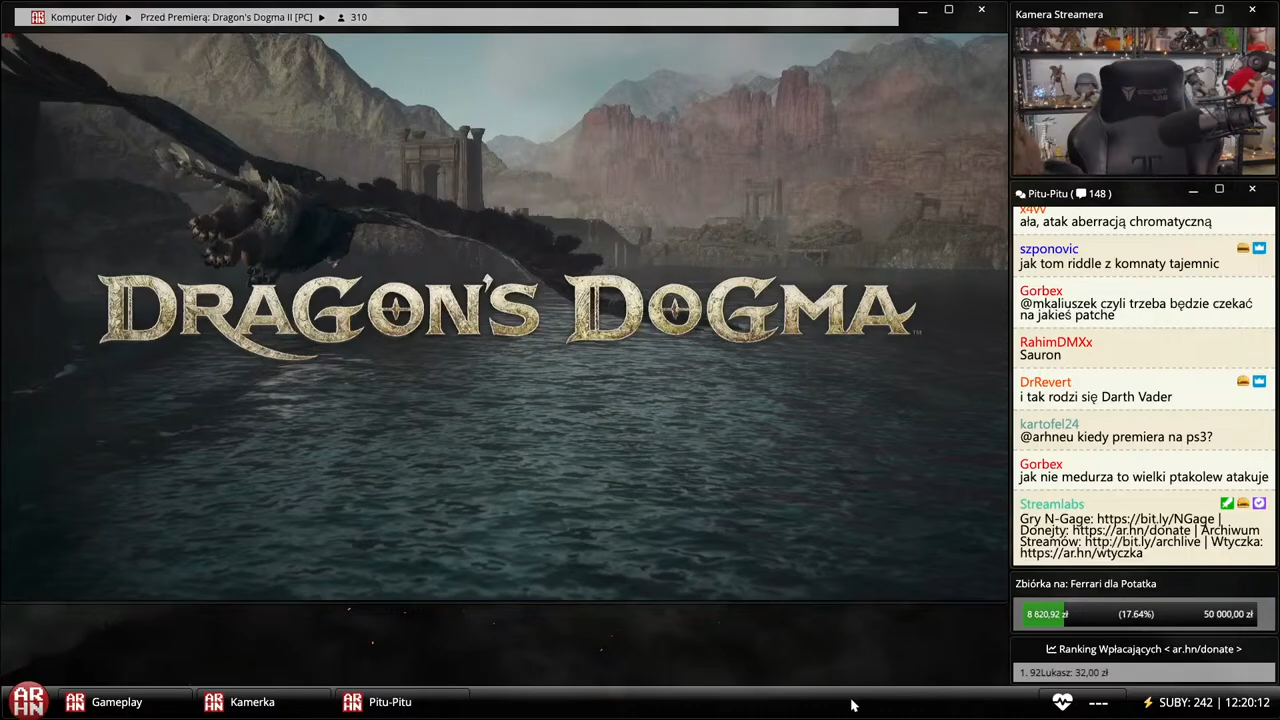 Komputer Didy ▶ Przed Premierą: Dragon's Dogma II [PC] ▶ 310
DRAGON'S DOGMA™
Kamera Streamera
Pitu-Pitu ( 148 )
x4vv
ała, atak aberracją chromatyczną
szponovic
jak tom riddle z komnaty tajemnic
Gorbex
@mkaliuszek czyli trzeba będzie czekać
na jakieś patche
RahimDMXx
Sauron
DrRevert
i tak rodzi się Darth Vader
kartofel24
@arhneu kiedy premiera na ps3?
Gorbex
jak nie medurza to wielki ptakolew atakuje
Streamlabs
Gry N-Gage: https://bit.ly/NGage |
Donejty: https://ar.hn/donate | Archiwum
Streamów: http://bit.ly/archlive | Wtyczka:
https://ar.hn/wtyczka
Zbiórka na: Ferrari dla Potatka
8 820,92 zł (17.64%) 50 000,00 zł
Ranking Wpłacających < ar.hn/donate >
1. 92Lukasz: 32,00 zł
ARHN Gameplay ARHN Kamerka ARHN Pitu-Pitu --- SUBY: 242 | 12:20:12